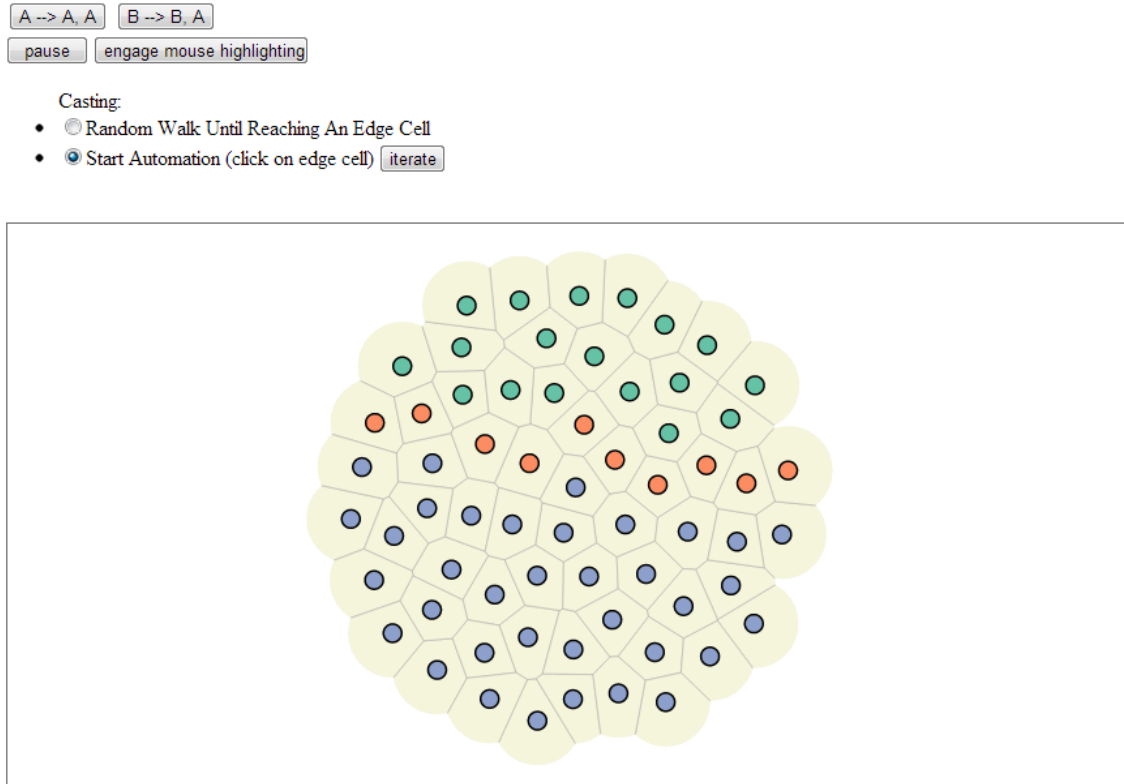 A --> A, A B --> B, A
pause engage mouse highlighting
Casting:
Random Walk Until Reaching An Edge Cell
Start Automation (click on edge cell) iterate